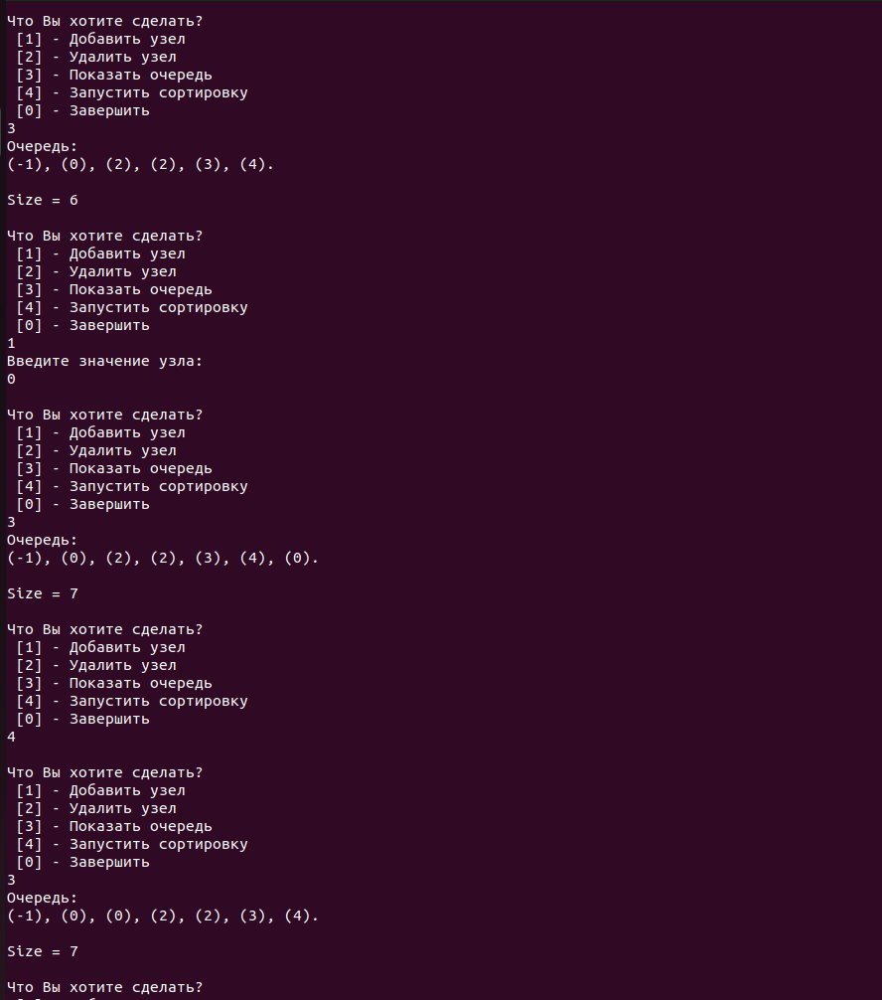 Что Вы хотите сделать?
[1] - Добавить узел
[2] - Удалить узел
[3] - Показать очередь
[4] - Запустить сортировку
[0] - Завершить
3
Очередь:
(-1), (0), (2), (2), (3), (4).
Size = 6
Что Вы хотите сделать?
[1] - Добавить узел
[2] - Удалить узел
[3] - Показать очередь
[4] - Запустить сортировку
[0] - Завершить
1
Введите значение узла:
0
Что Вы хотите сделать?
[1] - Добавить узел
[2] - Удалить узел
[3] - Показать очередь
[4] - Запустить сортировку
[0] - Завершить
3
Очередь:
(-1), (0), (2), (2), (3), (4), (0).
Size = 7
Что Вы хотите сделать?
[1] - Добавить узел
[2] - Удалить узел
[3] - Показать очередь
[4] - Запустить сортировку
[0] - Завершить
4
Что Вы хотите сделать?
[1] - Добавить узел
[2] - Удалить узел
[3] - Показать очередь
[4] - Запустить сортировку
[0] - Завершить
3
Очередь:
(-1), (0), (0), (2), (2), (3), (4).
Size = 7
Что Вы хотите сделать?